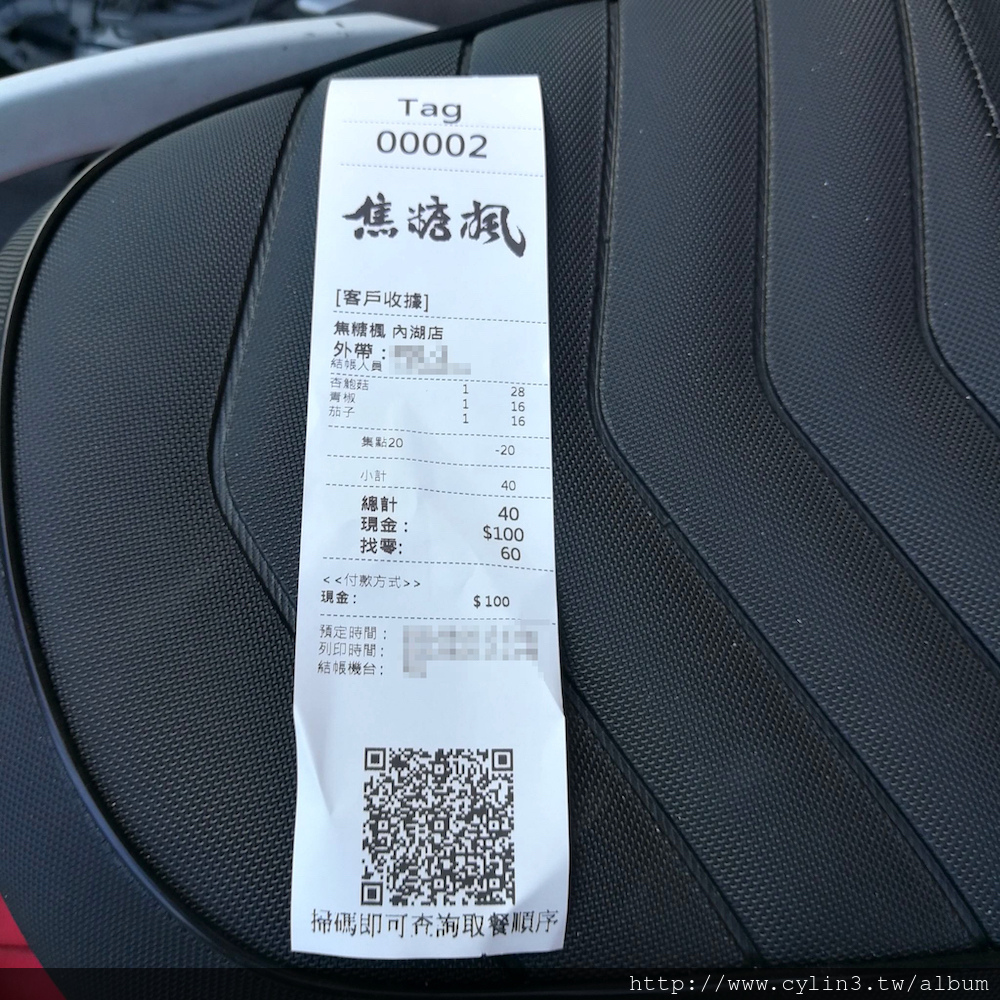 Tag
00002
焦糖楓
[客戶收據]
焦糖楓 內湖店
外帶：
結帳人員
杏鮑菇 1 28
青椒 1 16
茄子 1 16
集點20 -20
小計 40
總計 40
現金： $100
找零: 60
<<付款方式>>
現金： $100
預定時間：
列印時間：
結帳機台：
掃碼即可查詢取餐順序
http://www.cylin3.tw/album